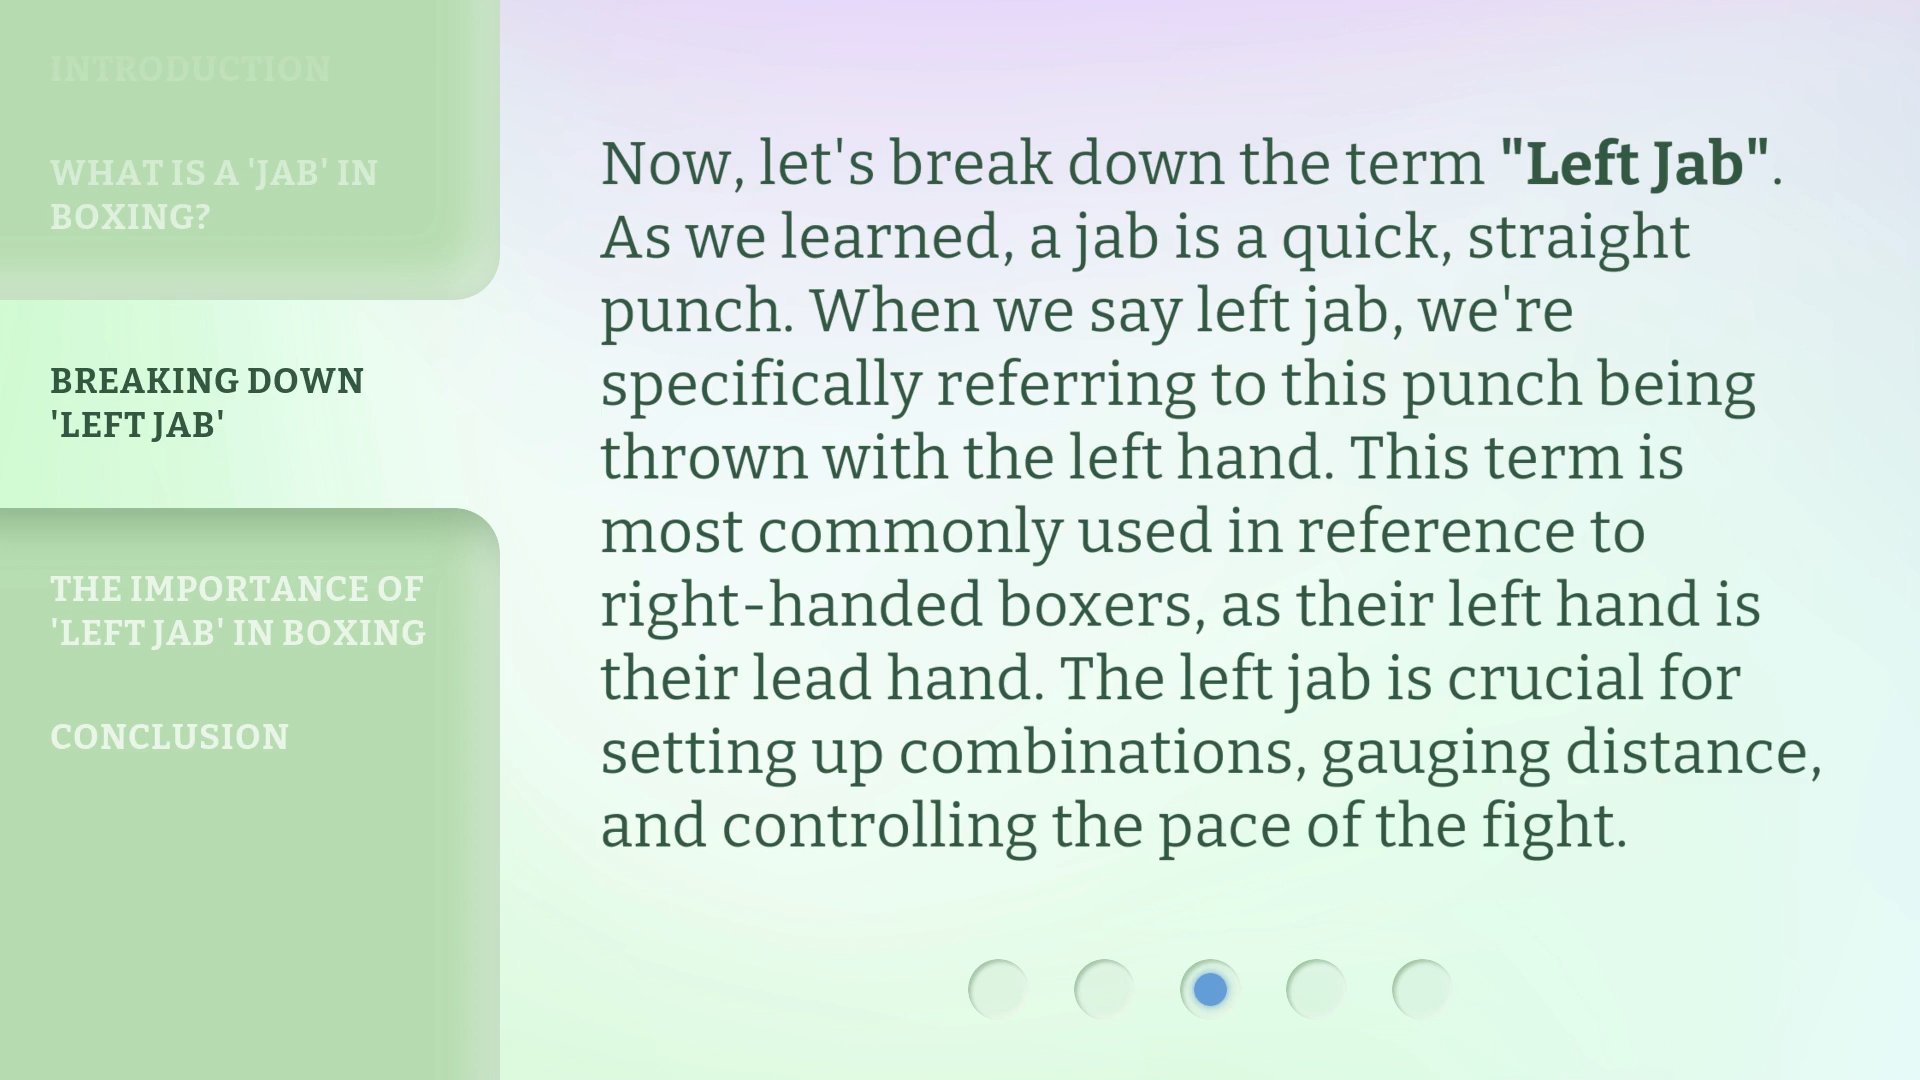 INTRODUCTION
WHAT IS A 'JAB' IN
BOXING?
BREAKING DOWN
'LEFT JAB'
THE IMPORTANCE OF
'LEFT JAB' IN BOXING
CONCLUSION
Now, let's break down the term "Left Jab".
As we learned, a jab is a quick, straight
punch. When we say left jab, we're
specifically referring to this punch being
thrown with the left hand. This term is
most commonly used in reference to
right-handed boxers, as their left hand is
their lead hand. The left jab is crucial for
setting up combinations, gauging distance,
and controlling the pace of the fight.